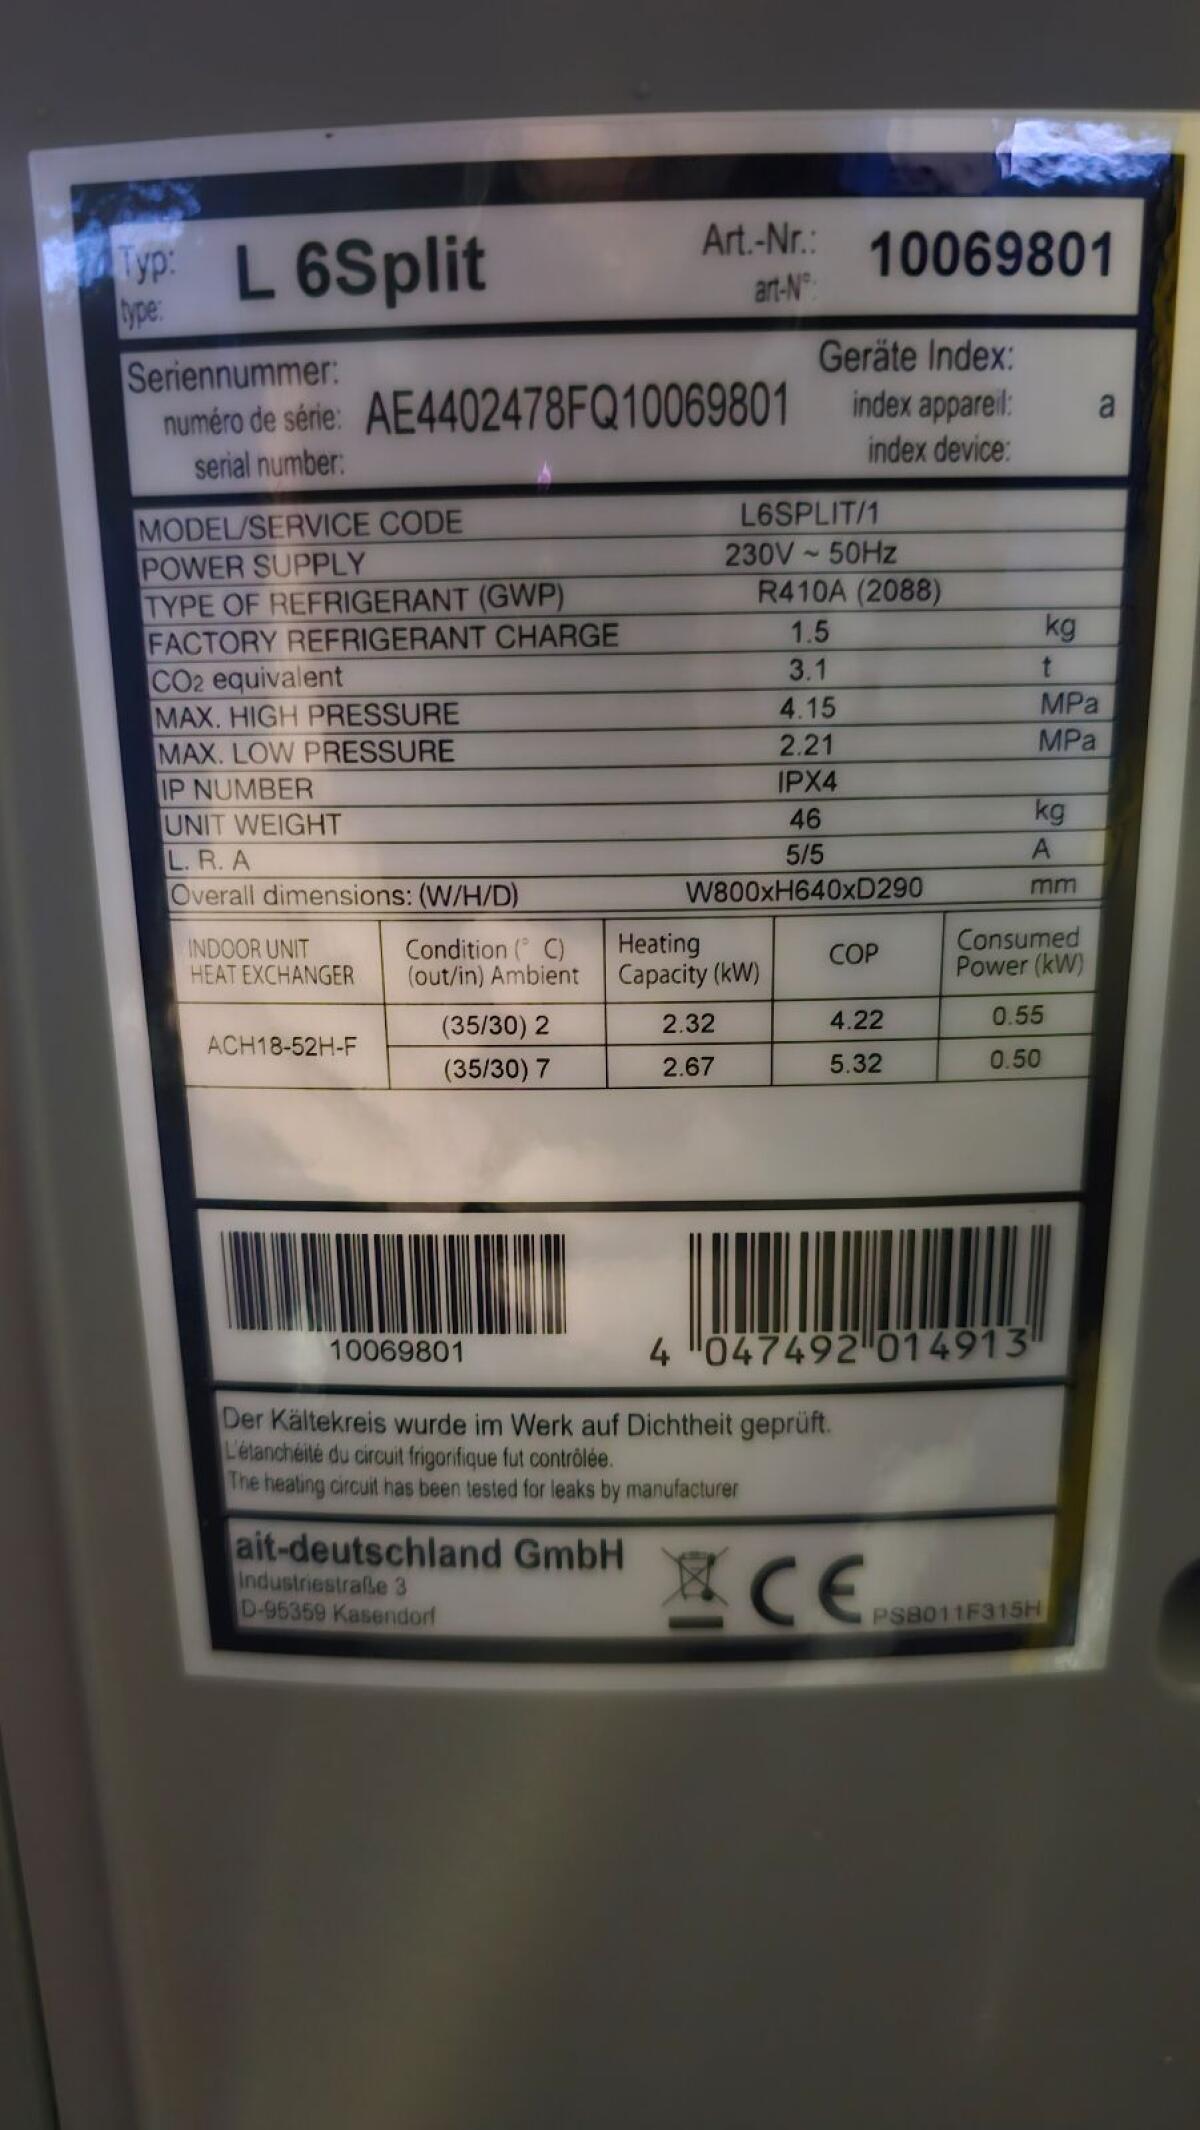 Typ: L 6Split Art.-Nr.: 10069801
type: art-N°:
Seriennummer: Geräte Index:
numéro de série: AE4402478FQ10069801 index appareil: a
serial number: index device:
MODEL/SERVICE CODE L6SPLIT/1
POWER SUPPLY 230V ~ 50Hz
TYPE OF REFRIGERANT (GWP) R410A (2088)
FACTORY REFRIGERANT CHARGE 1.5 kg
CO2 equivalent 3.1 t
MAX. HIGH PRESSURE 4.15 MPa
MAX. LOW PRESSURE 2.21 MPa
IP NUMBER IPX4
UNIT WEIGHT 46 kg
L. R. A 5/5 A
Overall dimensions: (W/H/D) W800xH640xD290 mm
INDOOR UNIT Condition (° C) Heating COP Consumed
HEAT EXCHANGER (out/in) Ambient Capacity (kW) Power (kW)
ACH18-52H-F (35/30) 2 2.32 4.22 0.55
(35/30) 7 2.67 5.32 0.50
10069801 4 047492 014913
Der Kältekreis wurde im Werk auf Dichtheit geprüft.
L'étanchéité du circuit frigorifique fut contrôlée.
The heating circuit has been tested for leaks by manufacturer
ait-deutschland GmbH
Industriestraße 3
D-95359 Kasendorf CE PSB011F315H